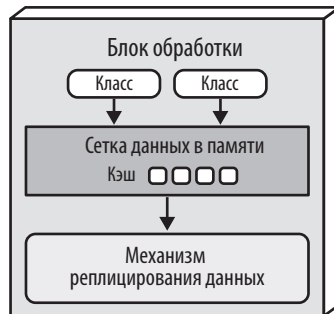 Блок обработки
Класс Класс
Сетка данных в памяти
Кэш
Механизм
реплицирования данных